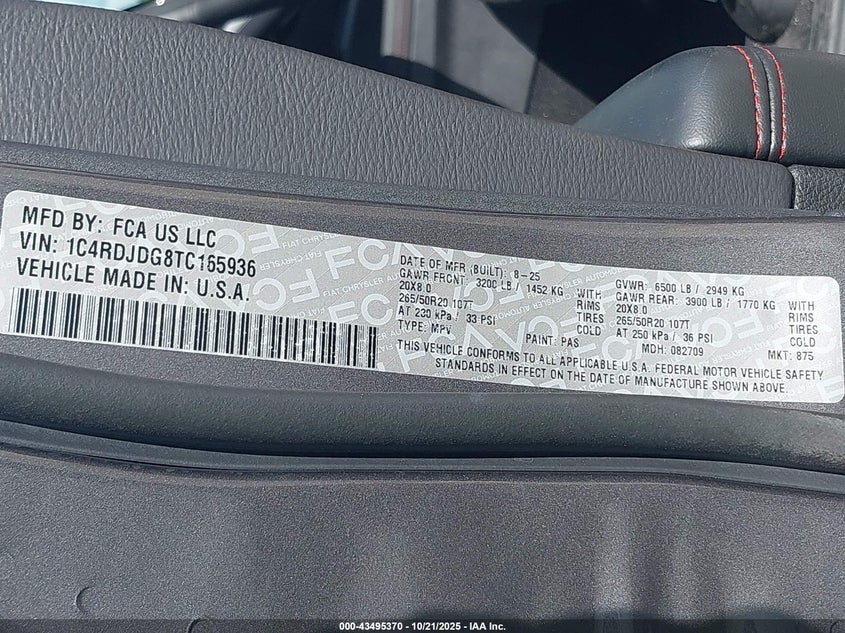 MFD BY: FCA US LLC
VIN: 1C4RDJDG8TC165936
VEHICLE MADE IN: U.S.A.
DATE OF MFR (BUILT): 8-25
GAWR FRONT: 3200 LB / 1452 KG WITH
20X8.0 RIMS
265/50R20 107T TIRES
AT 230 kPa / 33 PSI COLD
TYPE: MPV PAINT: PAS
GVWR: 6500 LB / 2949 KG
GAWR REAR: 3900 LB / 1770 KG WITH
20X8.0 RIMS
265/50R20 107T TIRES
AT 250 kPa / 36 PSI COLD
MDH: 082709 MKT: 875
THIS VEHICLE CONFORMS TO ALL APPLICABLE U.S.A. FEDERAL MOTOR VEHICLE SAFETY
STANDARDS IN EFFECT ON THE DATE OF MANUFACTURE SHOWN ABOVE.
FCA FIAT CHRYSLER AUTOMOBILES
000-43495370 | 10/21/2025 - IAA Inc.